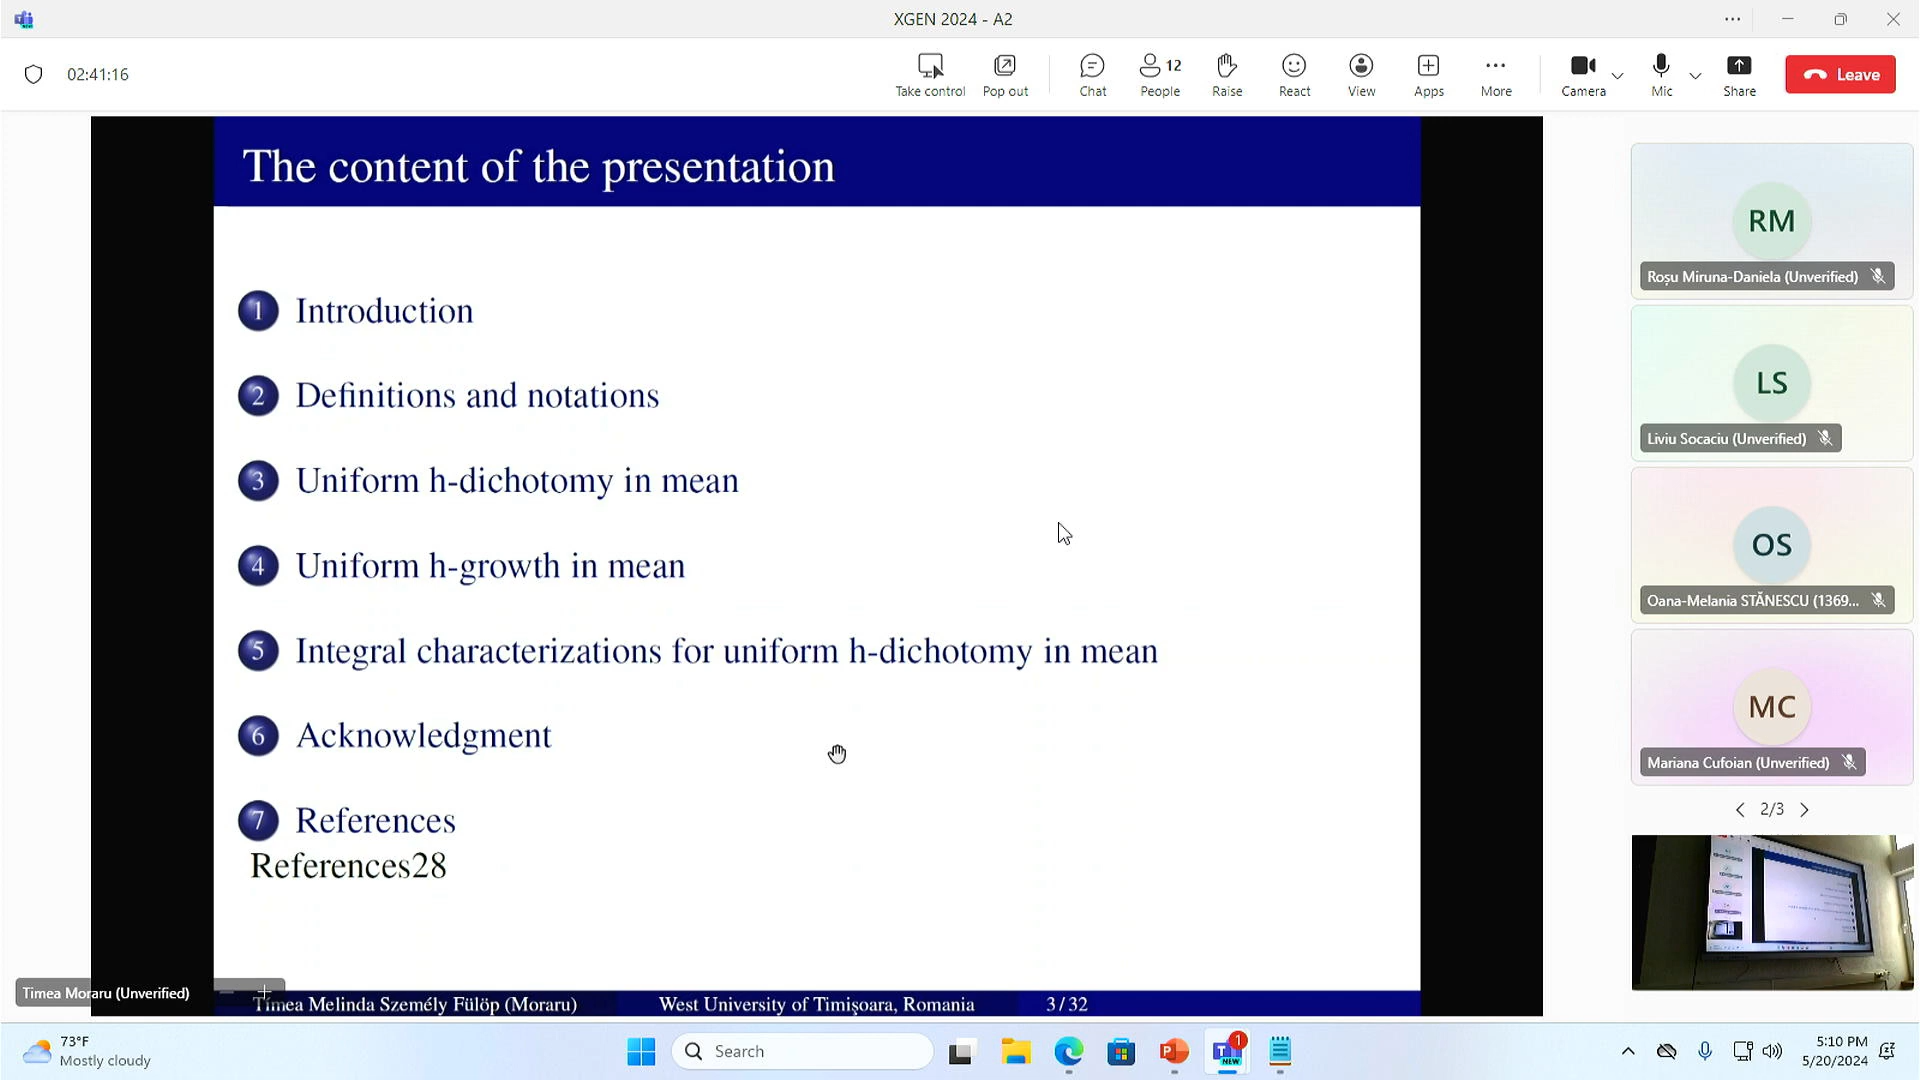 XGEN 2024 - A2
02:41:16
Take control
Pop out
Chat
12
People
Raise
React
View
Apps
More
Camera
Mic
Share
Leave
The content of the presentation
1 Introduction
2 Definitions and notations
3 Uniform h-dichotomy in mean
4 Uniform h-growth in mean
5 Integral characterizations for uniform h-dichotomy in mean
6 Acknowledgment
7 References
References28
Timea Melinda Személy Fülöp (Moraru) West University of Timişoara, Romania 3 / 32
Timea Moraru (Unverified)
RM
Roșu Miruna-Daniela (Unverified)
LS
Liviu Socaciu (Unverified)
OS
Oana-Melania STĂNESCU (1369...
MC
Mariana Cufoian (Unverified)
2/3
73°F
Mostly cloudy
Search
P
T
NEW
1
5:10 PM
5/20/2024